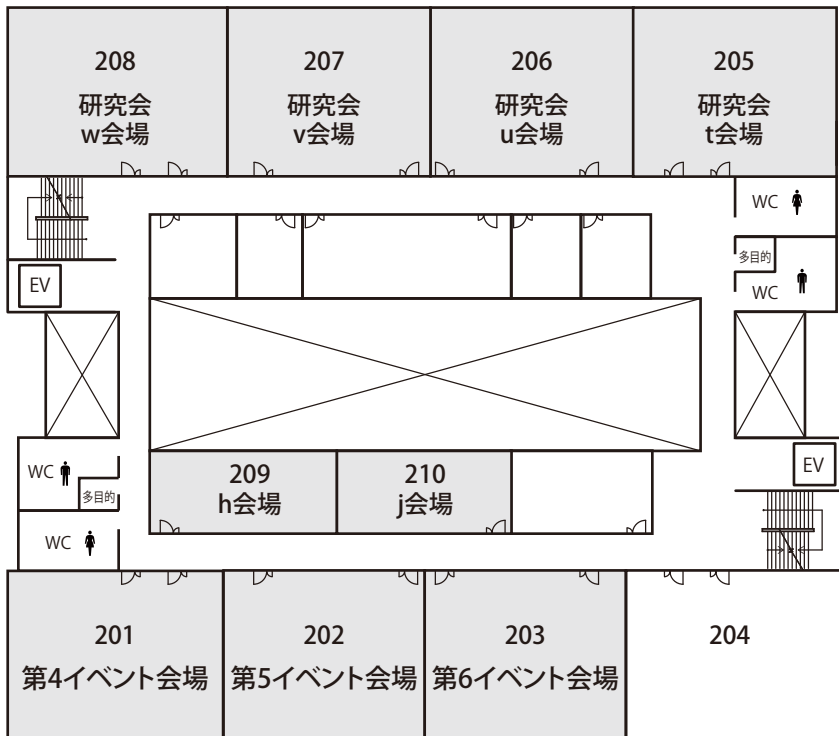 208
研究会
w会場
207
研究会
v会場
206
研究会
u会場
205
研究会
t会場
WC
多目的
WC
EV
EV
WC
多目的
WC
209
h会場
210
j会場
201
第4イベント会場
202
第5イベント会場
203
第6イベント会場
204